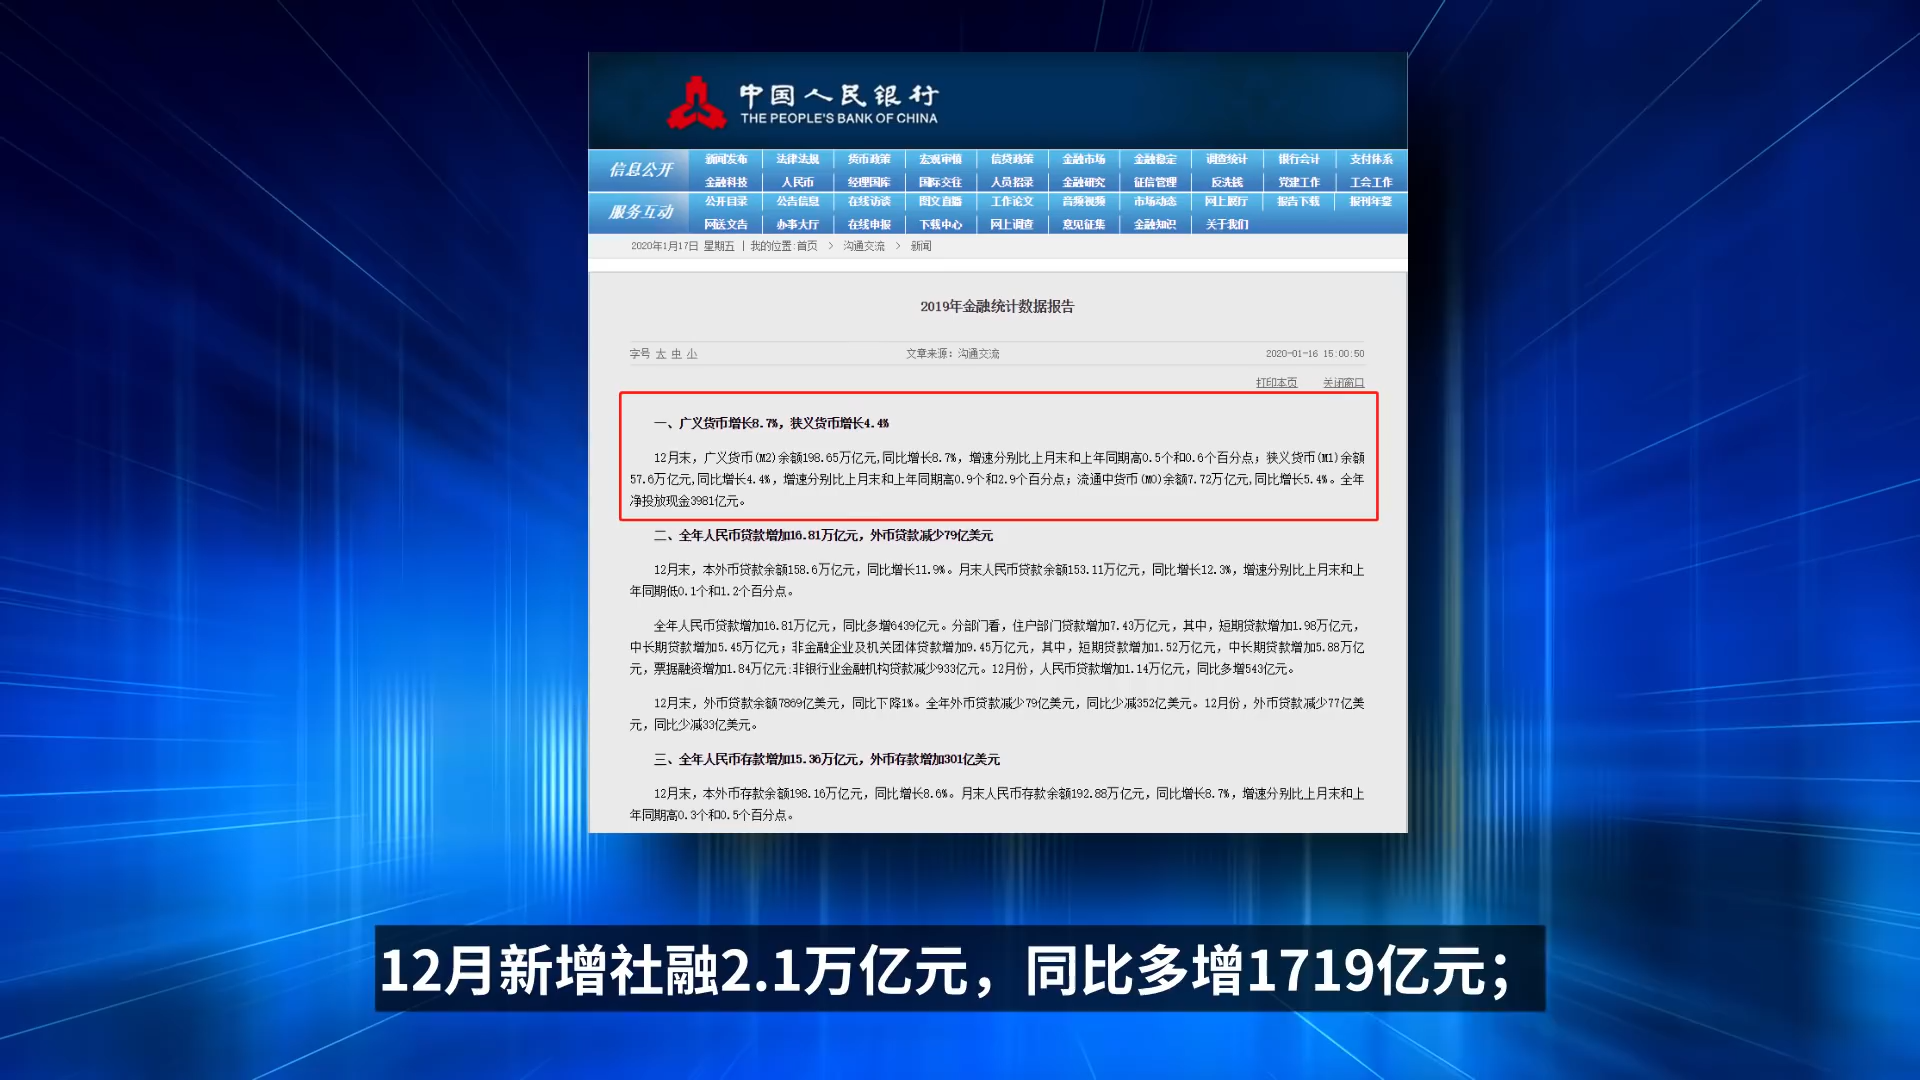 中国人民银行
THE PEOPLE'S BANK OF CHINA
信息公开
新闻发布 法律法规 货币政策 宏观审慎 信贷政策 金融市场 金融稳定 调查统计 银行会计 支付体系
金融科技 人民币 经理国库 国际交往 人员招录 金融研究 征信管理 反洗钱 党建工作 工会工作
服务互动
公开目录 公告信息 在线访谈 图文直播 工作论文 音频视频 市场动态 网上展厅 报告下载 报刊年鉴
网送文告 办事大厅 在线申报 下载中心 网上调查 意见征集 金融知识 关于我们
2020年1月17日 星期五 | 我的位置:首页 > 沟通交流 > 新闻
2019年金融统计数据报告
字号 大 中 小 文章来源：沟通交流 2020-01-16 15:00:50
打印本页 关闭窗口
一、广义货币增长8.7%，狭义货币增长4.4%
12月末，广义货币(M2)余额198.65万亿元,同比增长8.7%，增速分别比上月末和上年同期高0.5个和0.6个百分点；狭义货币(M1)余额
57.6万亿元,同比增长4.4%，增速分别比上月末和上年同期高0.9个和2.9个百分点；流通中货币(M0)余额7.72万亿元,同比增长5.4%。全年
净投放现金3981亿元。
二、全年人民币贷款增加16.81万亿元，外币贷款减少79亿美元
12月末，本外币贷款余额158.6万亿元，同比增长11.9%。月末人民币贷款余额153.11万亿元，同比增长12.3%，增速分别比上月末和上
年同期低0.1个和1.2个百分点。
全年人民币贷款增加16.81万亿元，同比多增6439亿元。分部门看，住户部门贷款增加7.43万亿元，其中，短期贷款增加1.98万亿元，
中长期贷款增加5.45万亿元；非金融企业及机关团体贷款增加9.45万亿元，其中，短期贷款增加1.52万亿元，中长期贷款增加5.88万亿
元，票据融资增加1.84万亿元;非银行业金融机构贷款减少933亿元。12月份，人民币贷款增加1.14万亿元，同比多增543亿元。
12月末，外币贷款余额7869亿美元，同比下降1%。全年外币贷款减少79亿美元，同比少减352亿美元。12月份，外币贷款减少77亿美
元，同比少减33亿美元。
三、全年人民币存款增加15.36万亿元，外币存款增加301亿美元
12月末，本外币存款余额198.16万亿元，同比增长8.6%。月末人民币存款余额192.88万亿元，同比增长8.7%，增速分别比上月末和上
年同期高0.3个和0.5个百分点。
12月新增社融2.1万亿元，同比多增1719亿元；